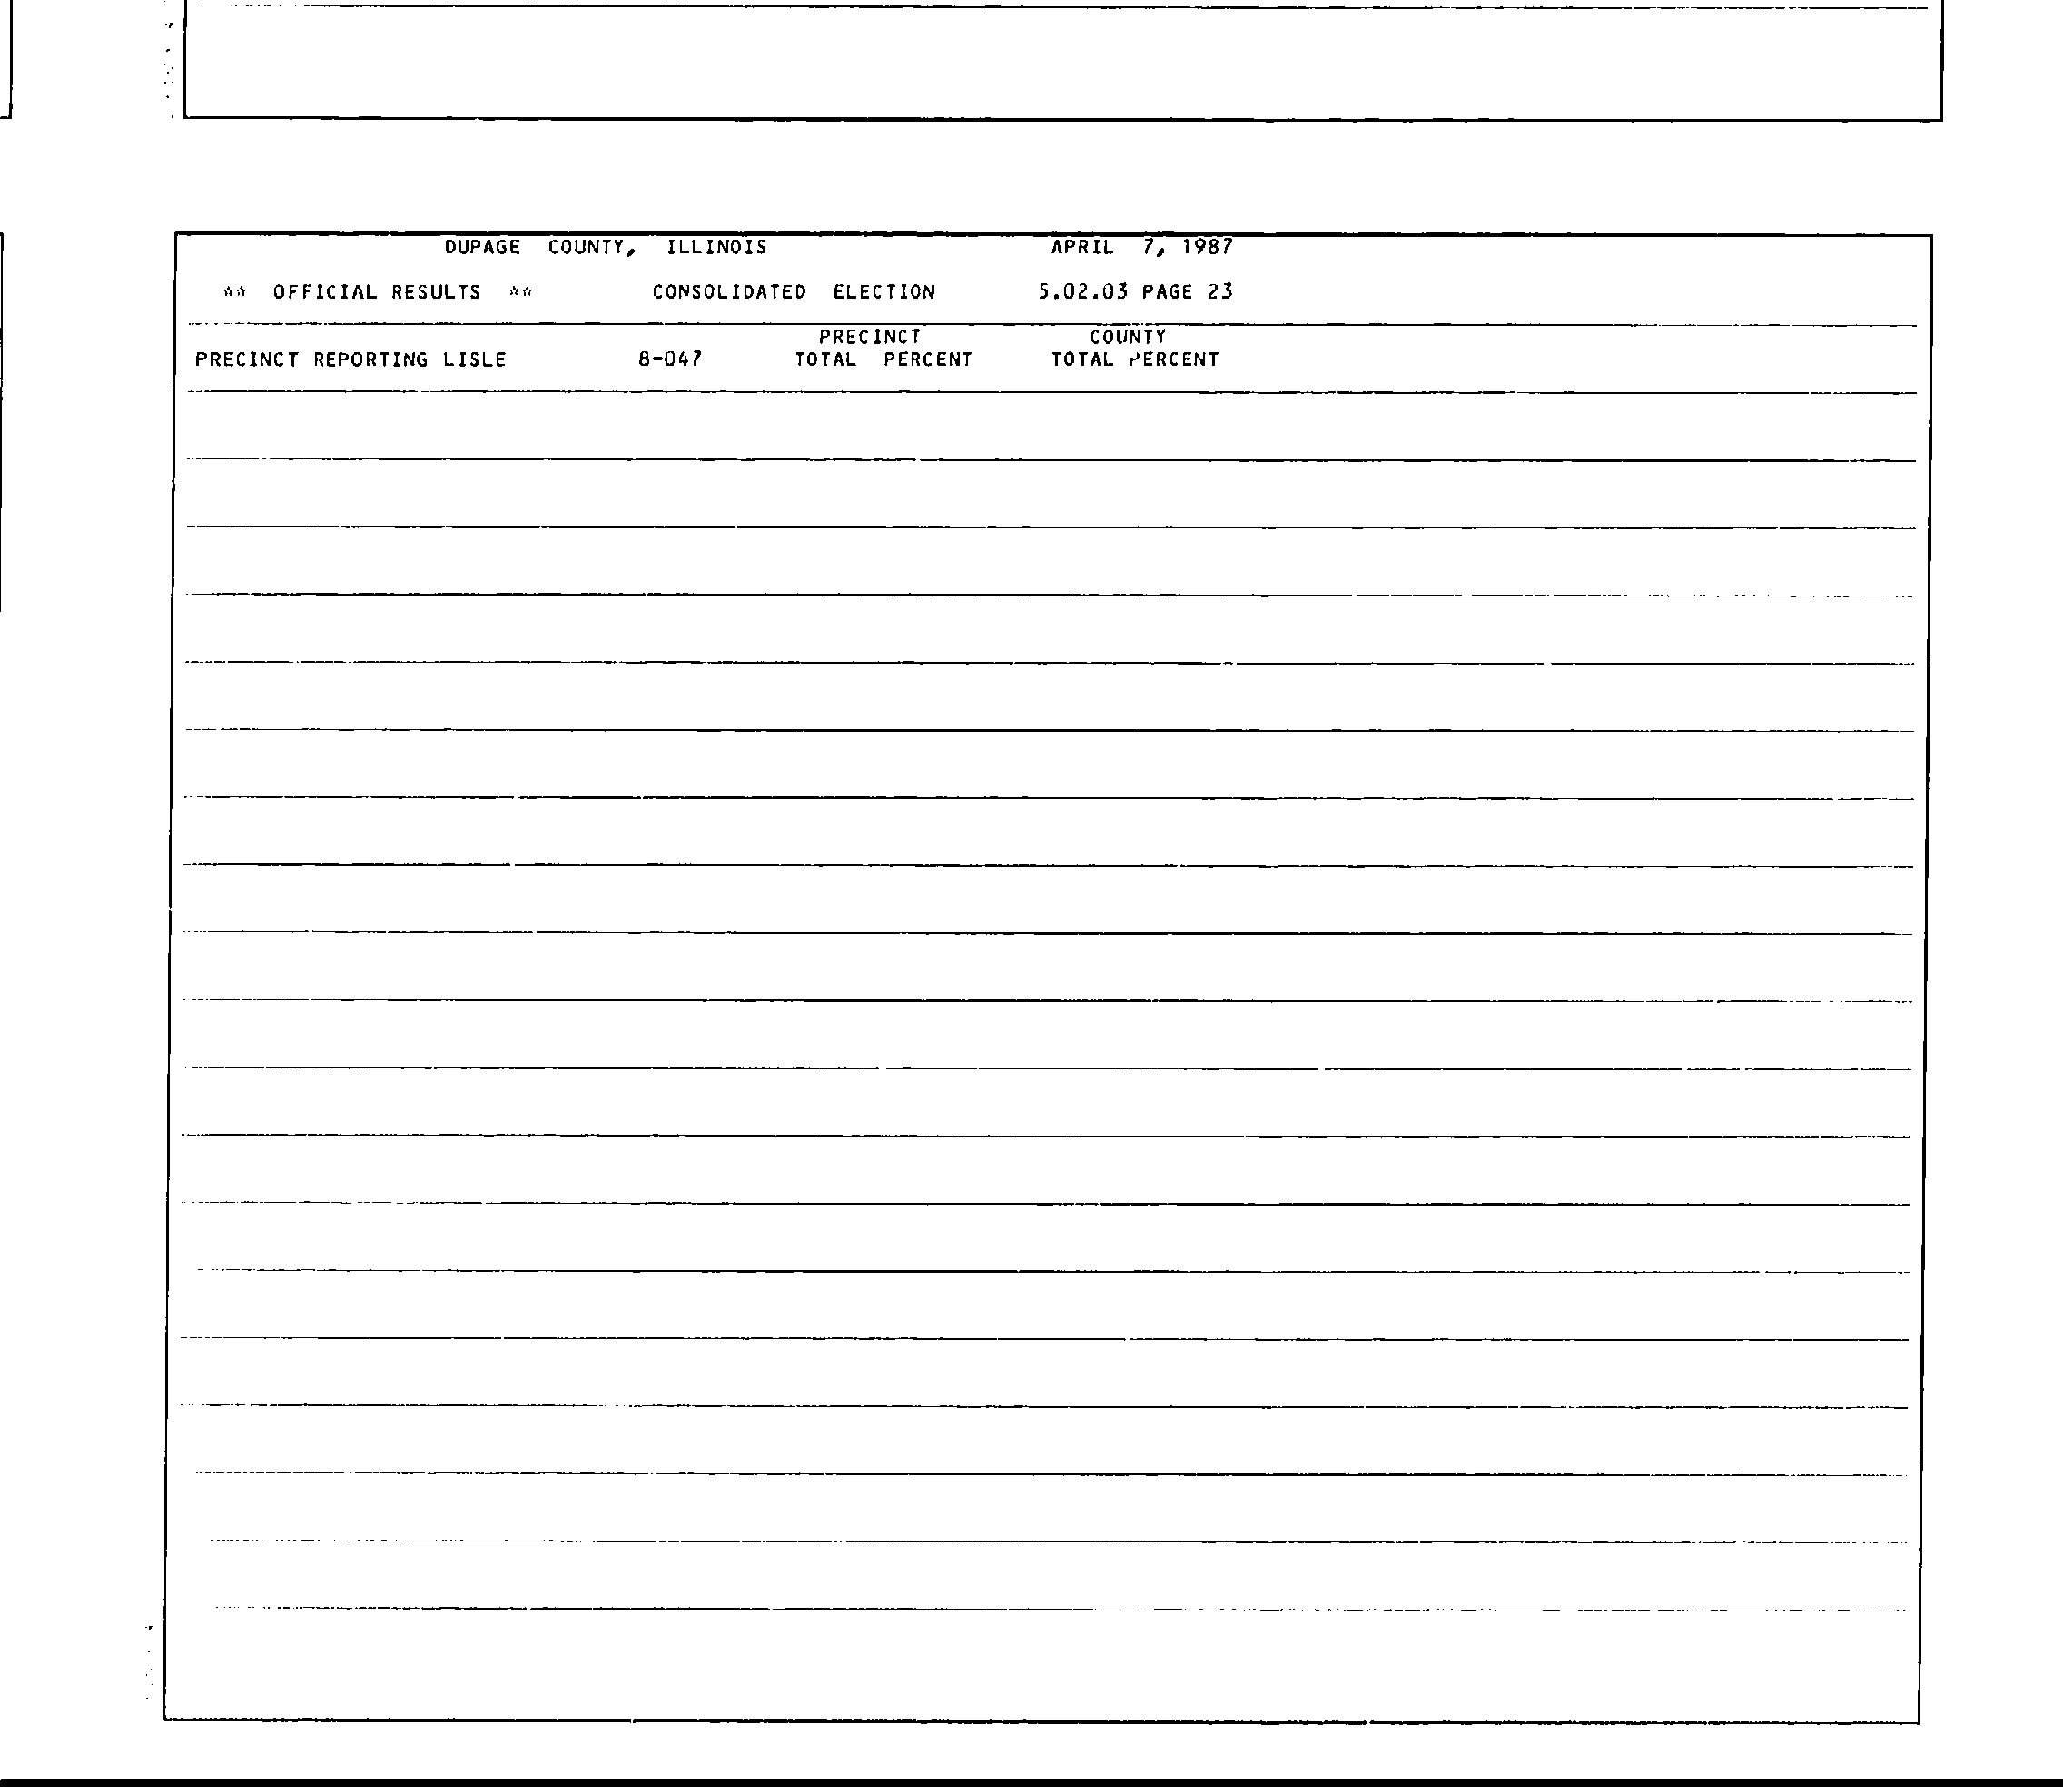 DUPAGE COUNTY, ILLINOIS APRIL 7, 1987
** OFFICIAL RESULTS ** CONSOLIDATED ELECTION 5.02.03 PAGE 23
PRECINCT COUNTY
PRECINCT REPORTING LISLE 8-047 TOTAL PERCENT TOTAL PERCENT